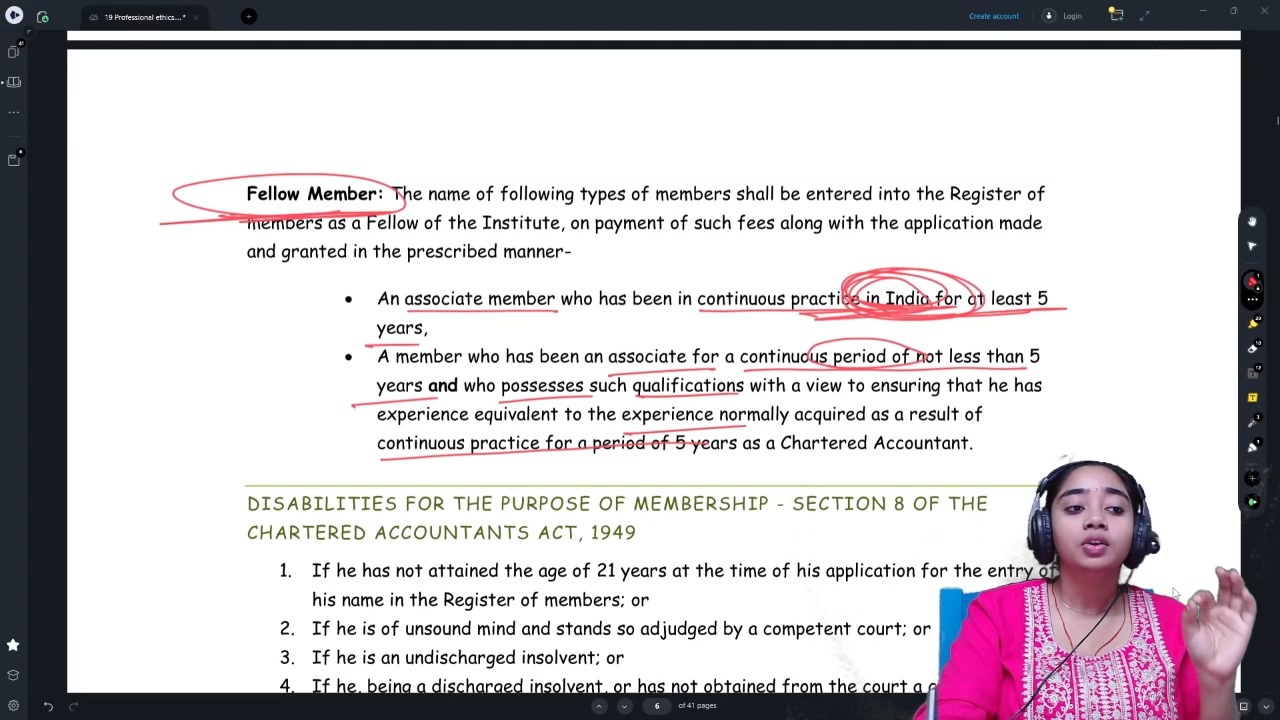 19 Professional ethics....*
Create account
Login
Fellow Member: The name of following types of members shall be entered into the Register of
members as a Fellow of the Institute, on payment of such fees along with the application made
and granted in the prescribed manner-
• An associate member who has been in continuous practice in India for at least 5
years,
• A member who has been an associate for a continuous period of not less than 5
years and who possesses such qualifications with a view to ensuring that he has
experience equivalent to the experience normally acquired as a result of
continuous practice for a period of 5 years as a Chartered Accountant.
DISABILITIES FOR THE PURPOSE OF MEMBERSHIP - SECTION 8 OF THE
CHARTERED ACCOUNTANTS ACT, 1949
1. If he has not attained the age of 21 years at the time of his application for the entry of
his name in the Register of members; or
2. If he is of unsound mind and stands so adjudged by a competent court; or
3. If he is an undischarged insolvent; or
4. If he, being a discharged insolvent, or has not obtained from the court a
6 of 41 pages